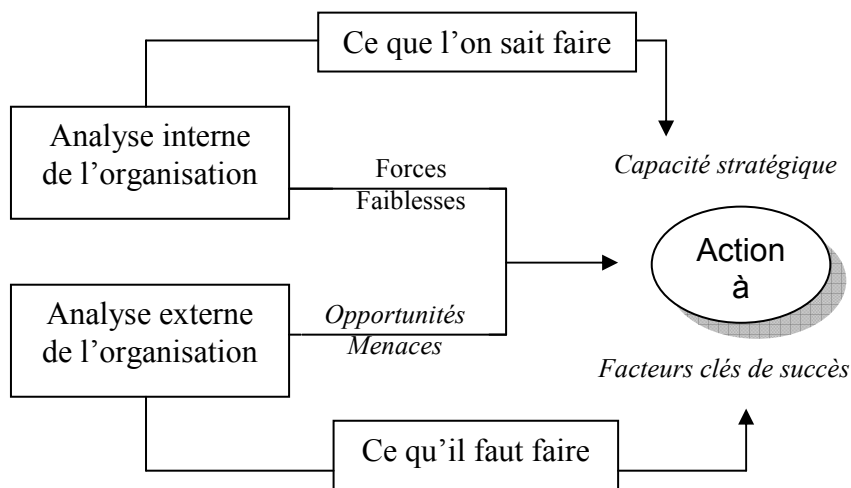 Ce que l’on sait faire
Analyse interne
de l’organisation
Forces
Faiblesses
Capacité stratégique
Action
à
Analyse externe
de l’organisation
Opportunités
Menaces
Facteurs clés de succès
Ce qu’il faut faire